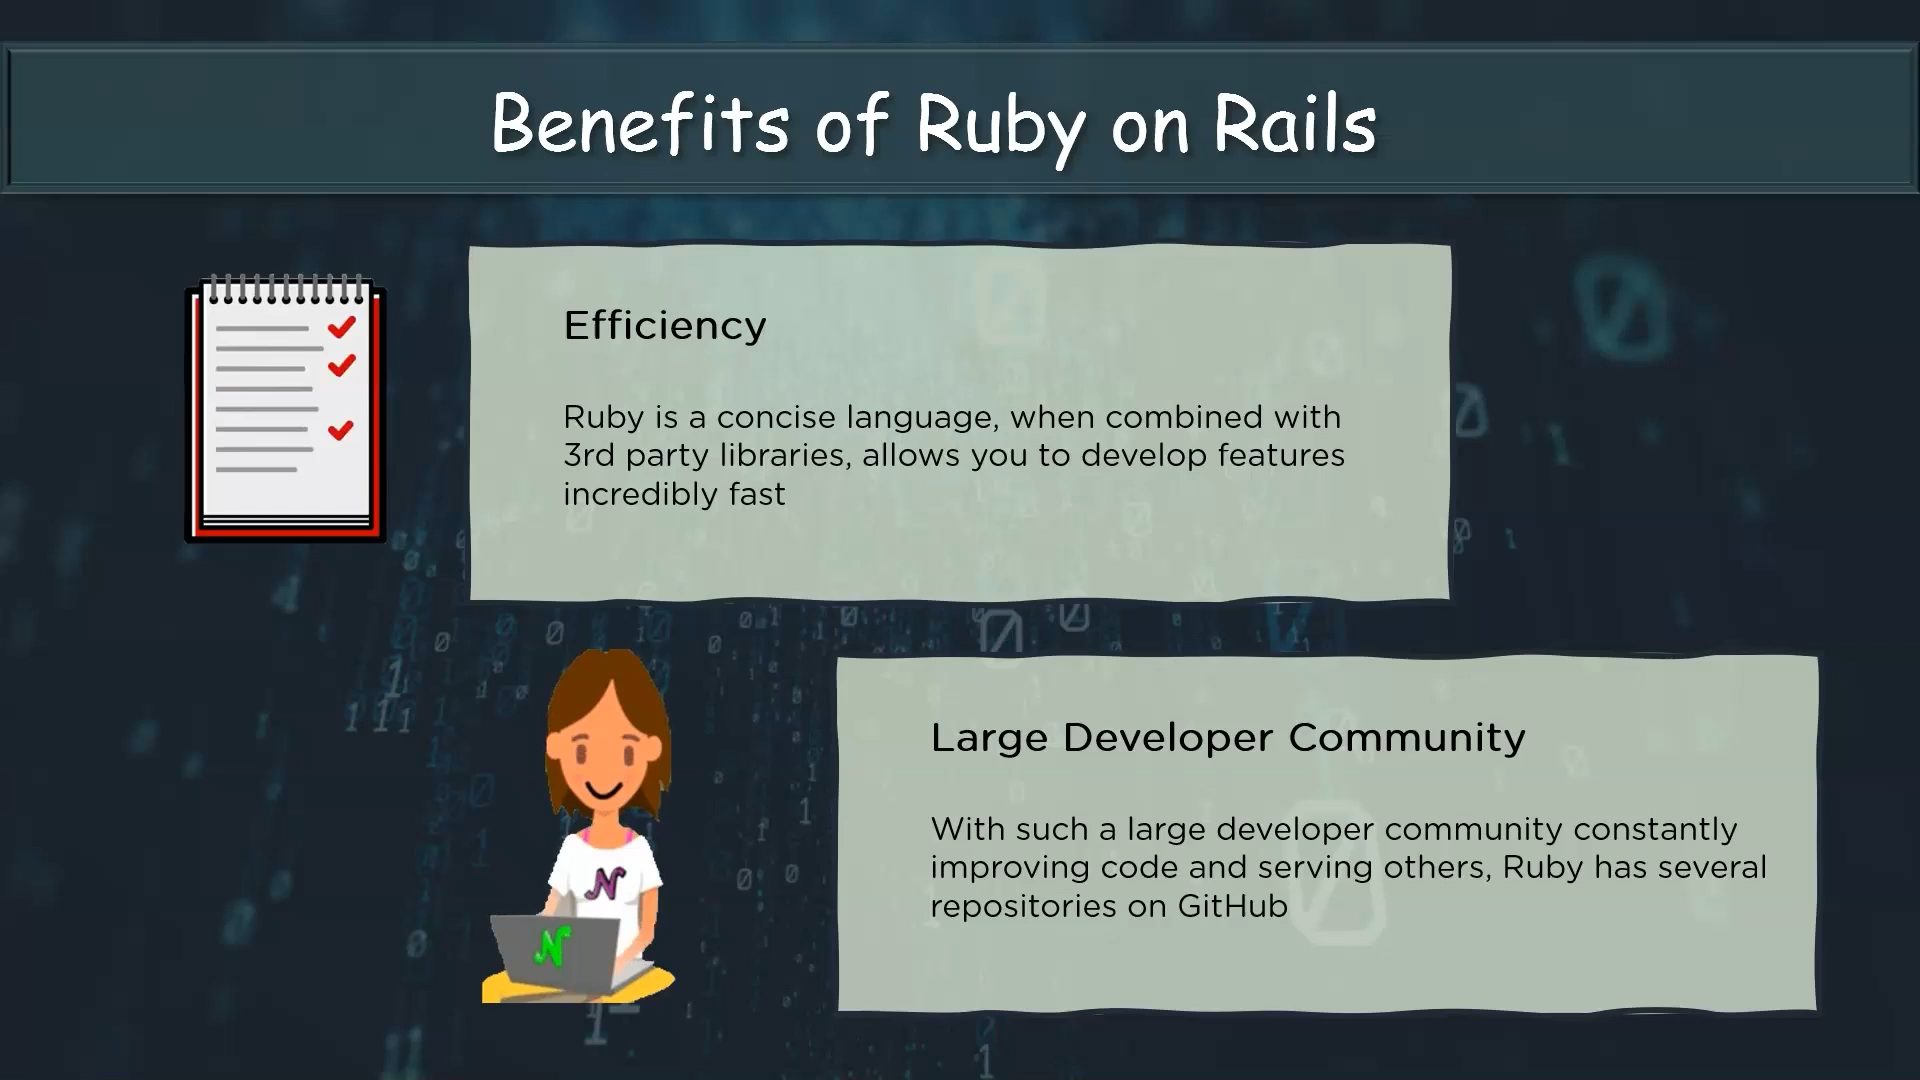 Benefits of Ruby on Rails
Efficiency
Ruby is a concise language, when combined with
3rd party libraries, allows you to develop features
incredibly fast
Large Developer Community
With such a large developer community constantly
improving code and serving others, Ruby has several
repositories on GitHub
N
N